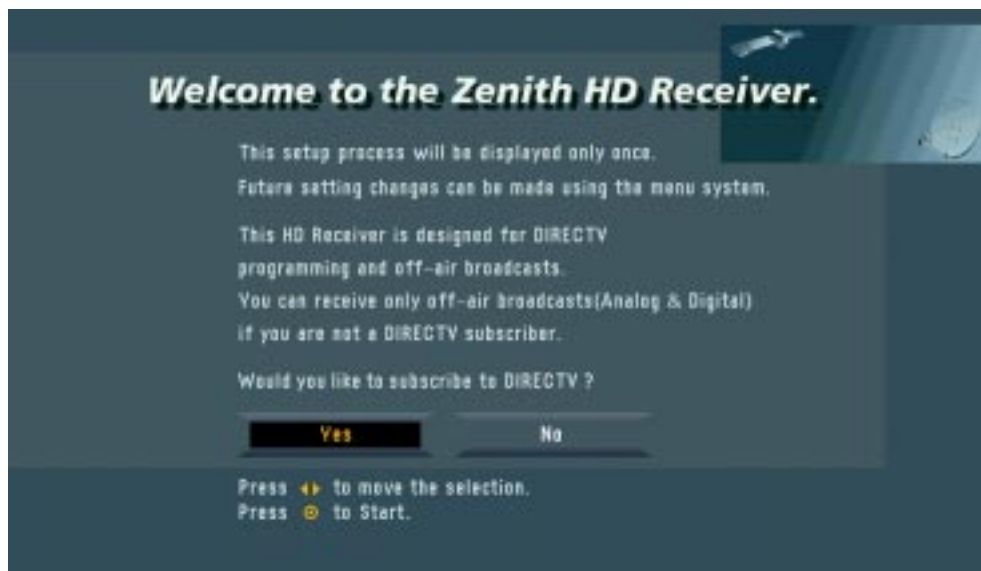 Welcome to the Zenith HD Receiver.
This setup process will be displayed only once.
Future setting changes can be made using the menu system.
This HD Receiver is designed for DIRECTV
programming and off-air broadcasts.
You can receive only off-air broadcasts(Analog & Digital)
if you are not a DIRECTV subscriber.
Would you like to subscribe to DIRECTV ?
Yes No
Press ◀▶ to move the selection.
Press ⊙ to Start.